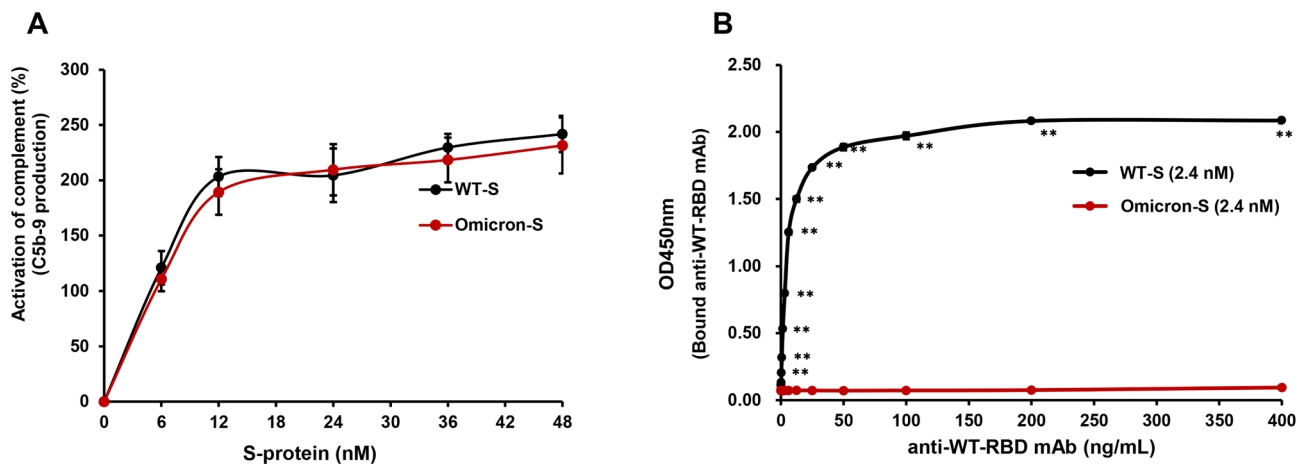 A
Activation of complement (%)
(C5b-9 production)
300
250
200
150
100
50
0
0 6 12 18 24 30 36 42 48
S-protein (nM)
WT-S
Omicron-S
B
OD450nm
(Bound anti-WT-RBD mAb)
2.50
2.00
1.50
1.00
0.50
0.00
0 50 100 150 200 250 300 350 400
anti-WT-RBD mAb (ng/mL)
WT-S (2.4 nM)
Omicron-S (2.4 nM)
**
**
**
**
**
**
**
**
**
**
**